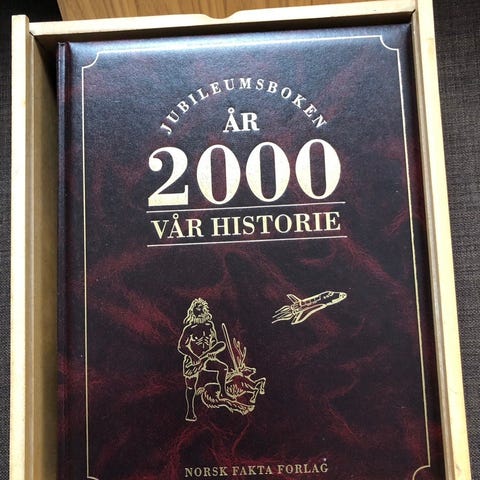 JUBILEUMSBOKEN
ÅR
2000
VÅR HISTORIE
NORSK FAKTA FORLAG